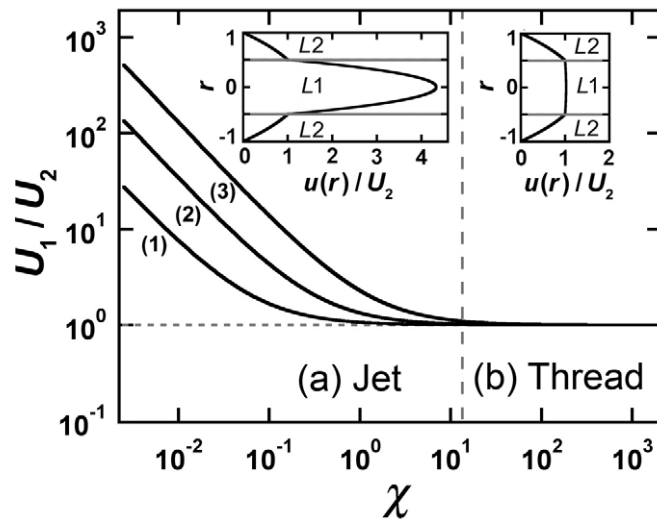 U₁ / U₂
10³
10²
10¹
10⁰
10⁻¹
1
r 0
-1
L2
L1
L2
0 1 2 3 4
u(r) / U₂
1
r 0
-1
L2
L1
L2
0 1 2
u(r) / U₂
(3)
(2)
(1)
(a) Jet
(b) Thread
10⁻² 10⁻¹ 10⁰ 10¹ 10² 10³
χ